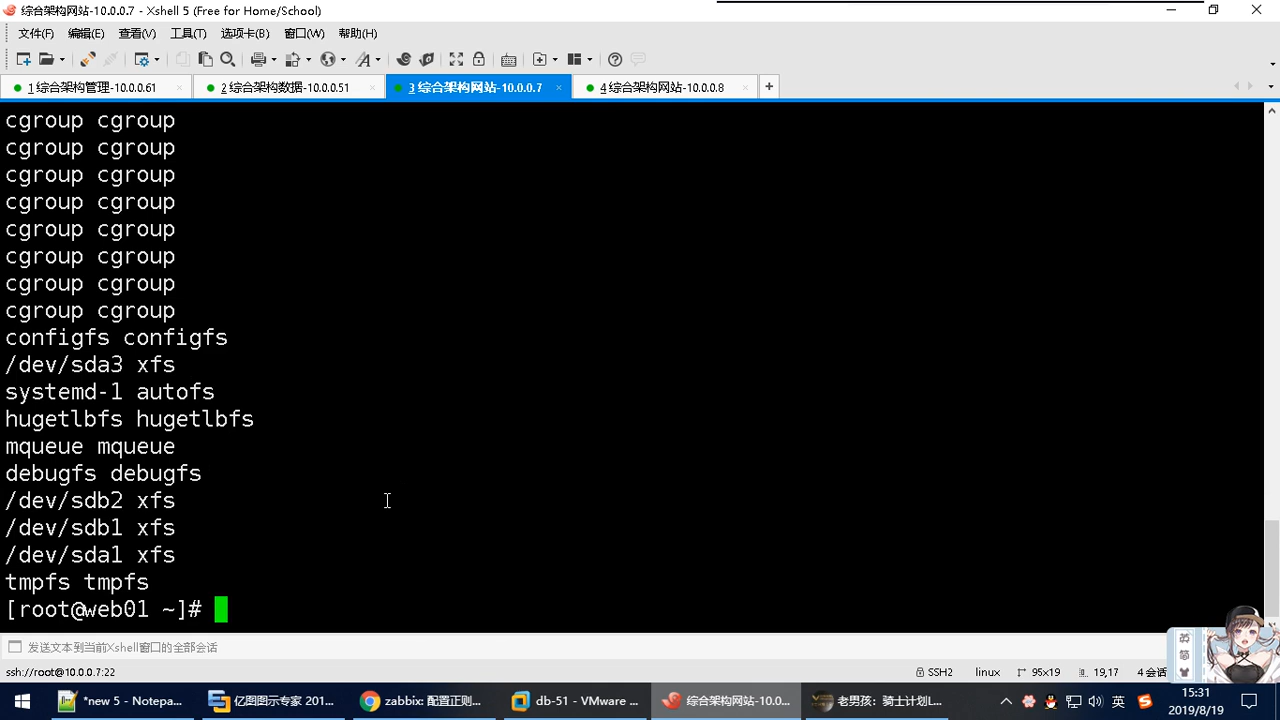 综合架构网站-10.0.0.7 - Xshell 5 (Free for Home/School)
文件(F) 编辑(E) 查看(V) 工具(T) 选项卡(B) 窗口(W) 帮助(H)
1 综合架构管理-10.0.0.61 2 综合架构数据-10.0.0.51 3 综合架构网站-10.0.0.7 4 综合架构网站-10.0.0.8
cgroup cgroup
cgroup cgroup
cgroup cgroup
cgroup cgroup
cgroup cgroup
cgroup cgroup
cgroup cgroup
cgroup cgroup
configfs configfs
/dev/sda3 xfs
systemd-1 autofs
hugetlbfs hugetlbfs
mqueue mqueue
debugfs debugfs
/dev/sdb2 xfs
/dev/sdb1 xfs
/dev/sda1 xfs
tmpfs tmpfs
[root@web01 ~]#
发送文本到当前Xshell窗口的全部会话
ssh://root@10.0.0.7:22 SSH2 linux 95x19 19,17 4 会话
英
简
*new 5 - Notepa... 亿图图示专家 201... zabbix: 配置正则... db-51 - VMware ... 综合架构网站-10.0... 老男孩：骑士计划L... 英 15:31
2019/8/19